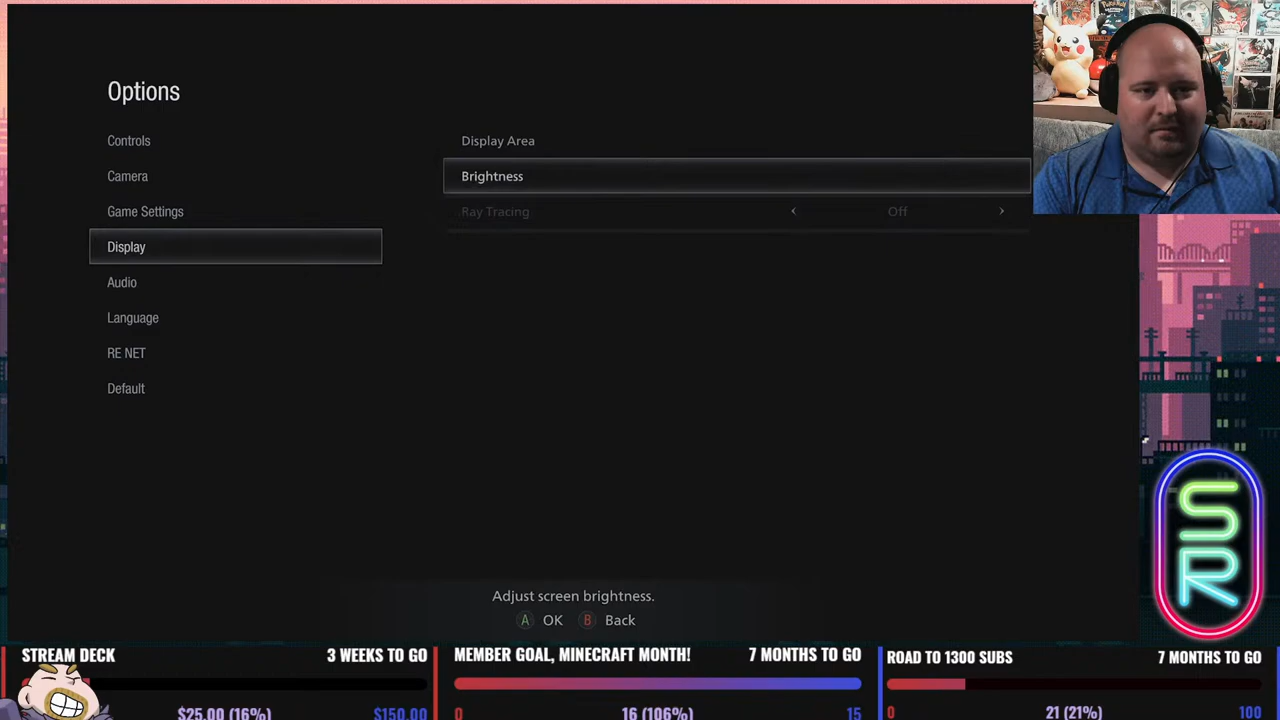 Options
Controls
Camera
Game Settings
Display
Audio
Language
RE NET
Default
Display Area
Brightness
Ray Tracing Off
Adjust screen brightness.
A OK B Back
SR
STREAM DECK 3 WEEKS TO GO
$25.00 (16%) $150.00
MEMBER GOAL, MINECRAFT MONTH! 7 MONTHS TO GO
0 16 (106%) 15
ROAD TO 1300 SUBS 7 MONTHS TO GO
0 21 (21%) 100